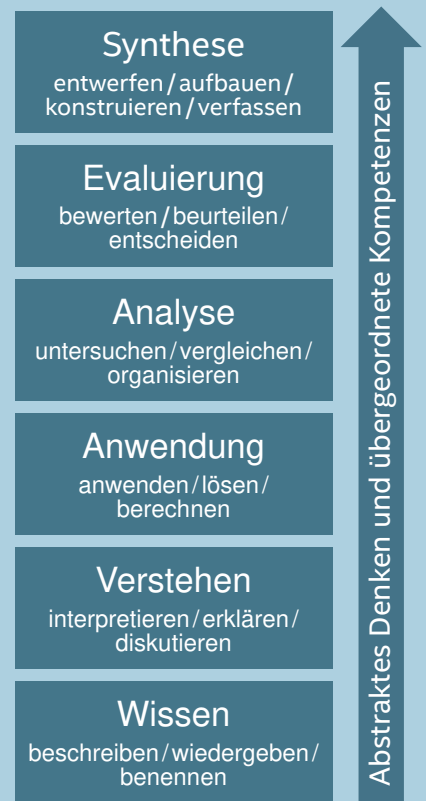 Synthese
entwerfen / aufbauen /
konstruieren / verfassen
Evaluierung
bewerten / beurteilen /
entscheiden
Analyse
untersuchen / vergleichen /
organisieren
Anwendung
anwenden / lösen /
berechnen
Verstehen
interpretieren / erklären /
diskutieren
Wissen
beschreiben / wiedergeben /
benennen
Abstraktes Denken und übergeordnete Kompetenzen